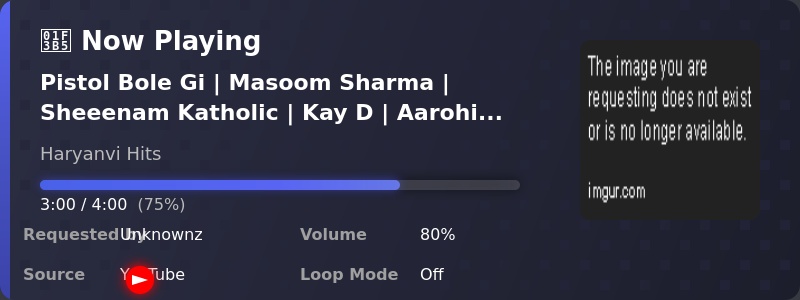 Now Playing
Pistol Bole Gi | Masoom Sharma |
Sheeenam Katholic | Kay D | Aarohi...
Haryanvi Hits
3:00 / 4:00 (75%)
Requested by Unknownz Volume 80%
Source YouTube Loop Mode Off
The image you are
requesting does not exist
or is no longer available.
imgur.com